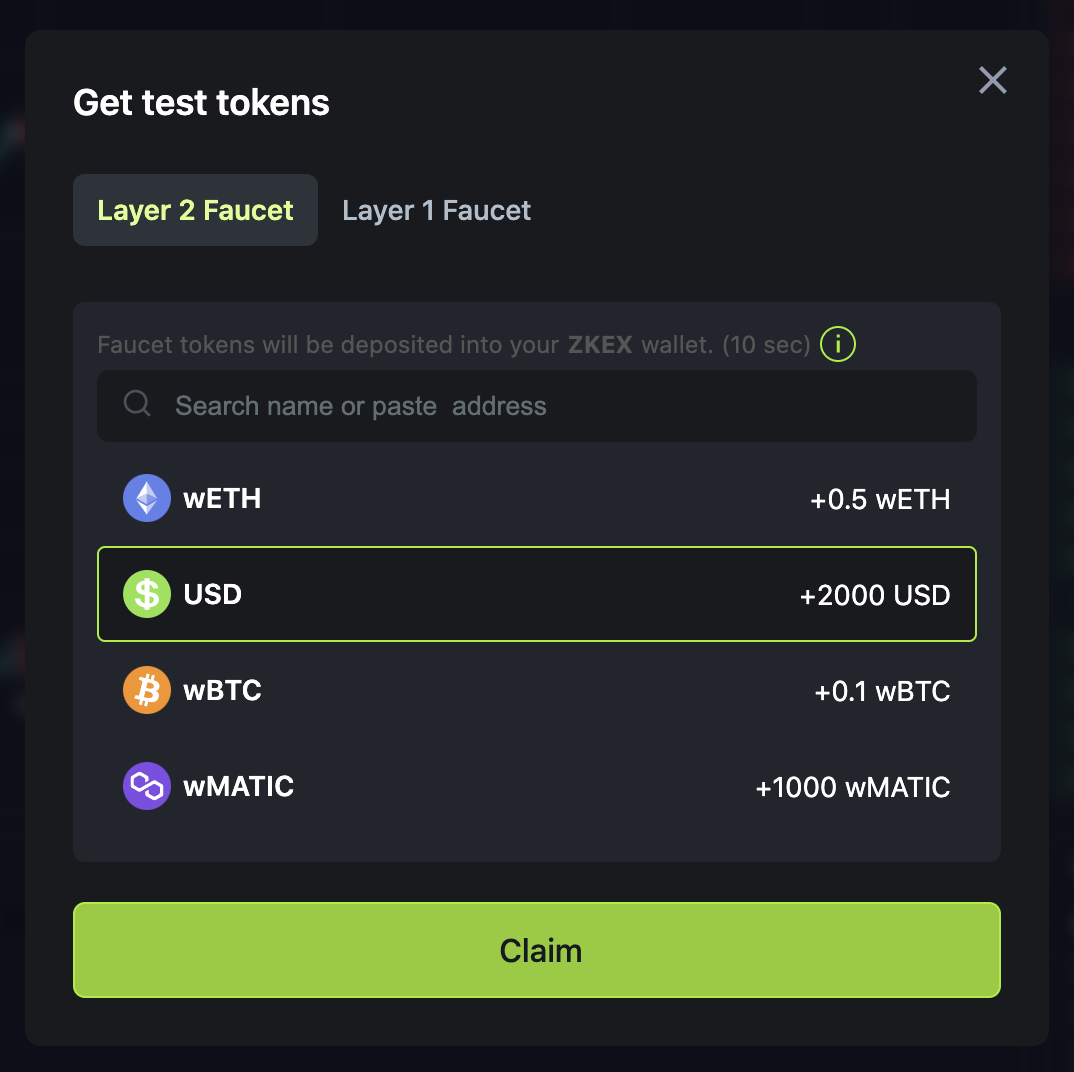 Get test tokens
Layer 2 Faucet Layer 1 Faucet
Faucet tokens will be deposited into your ZKEX wallet. (10 sec) i
Search name or paste address
wETH +0.5 wETH
$ USD +2000 USD
wBTC +0.1 wBTC
wMATIC +1000 wMATIC
Claim